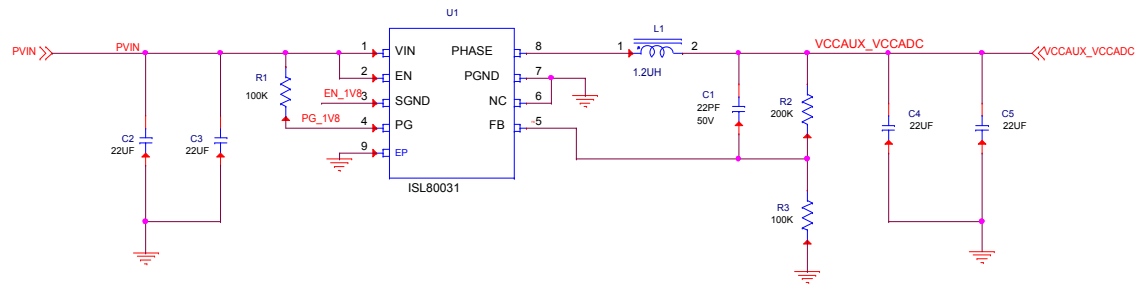 U1
PVIN
PVIN
1
VIN
PHASE
8
1
L1
2
1.2UH
VCCAUX_VCCADC
VCCAUX_VCCADC
2
EN
PGND
7
R1
100K
EN_1V8
3
SGND
NC
6
C1
22PF
50V
R2
200K
PG_1V8
4
PG
FB
-5
C4
22UF
C5
22UF
C2
22UF
C3
22UF
9
EP
ISL80031
R3
100K